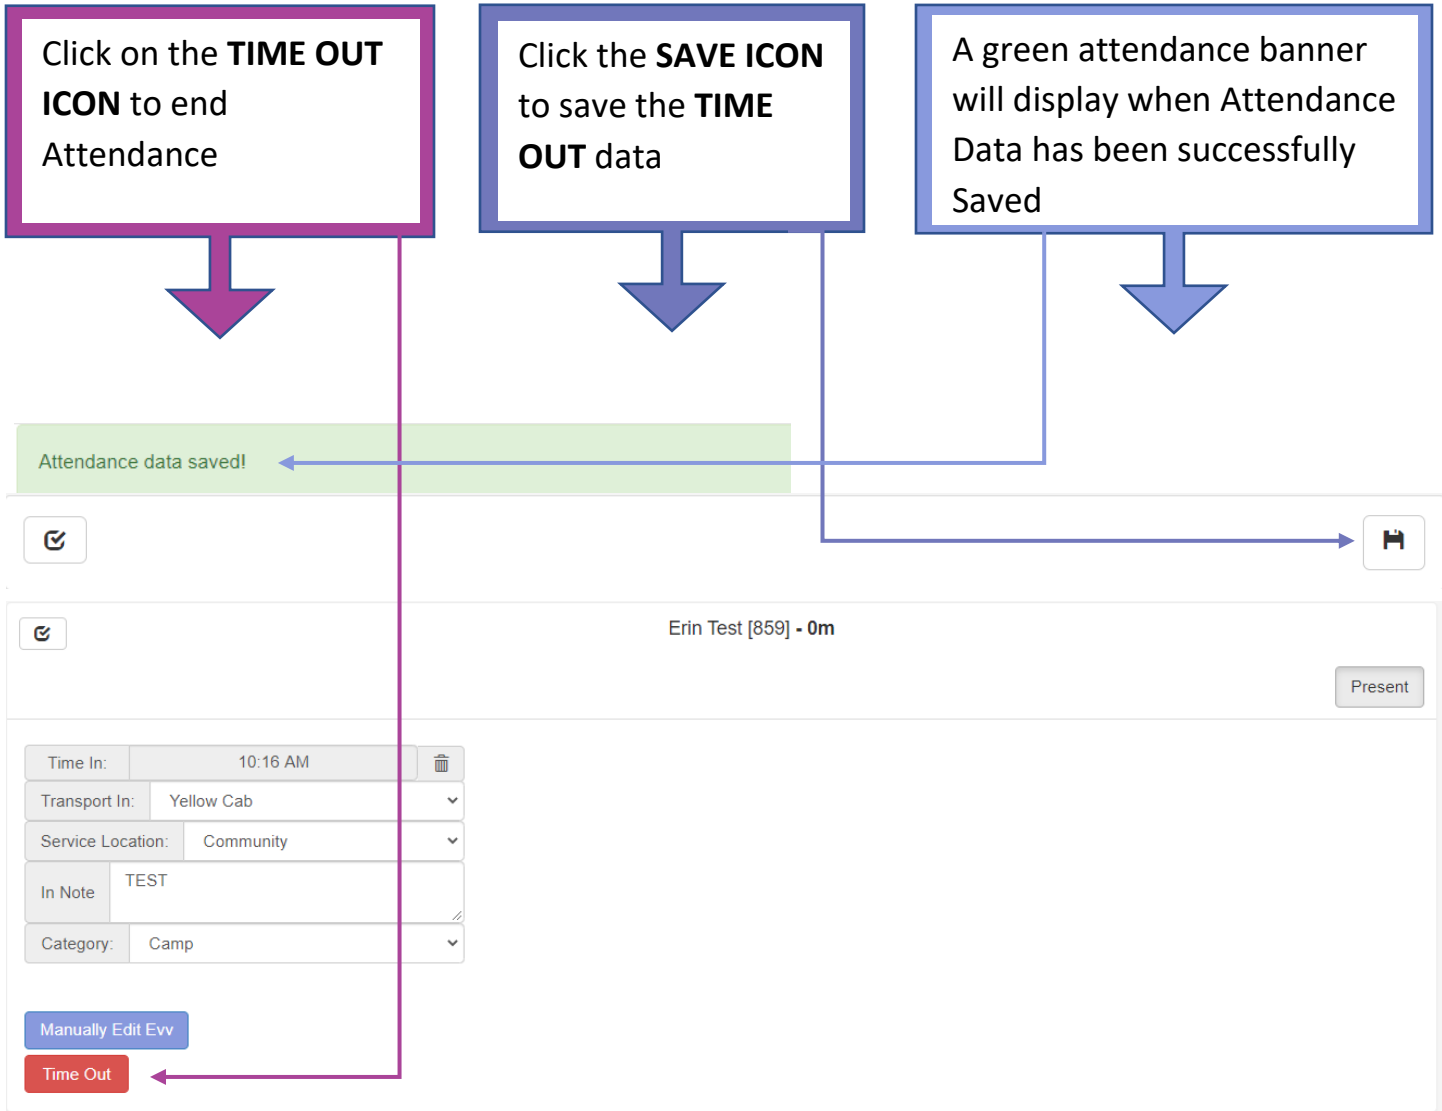 Click on the TIME OUT
ICON to end
Attendance
Click the SAVE ICON
to save the TIME
OUT data
A green attendance banner
will display when Attendance
Data has been successfully
Saved
Attendance data saved!
Erin Test [859] - 0m
Present
Time In: 10:16 AM
Transport In: Yellow Cab
Service Location: Community
In Note TEST
Category: Camp
Manually Edit Evv
Time Out